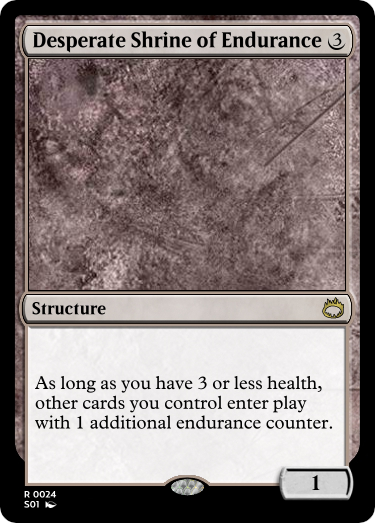 Desperate Shrine of Endurance 3
Structure
As long as you have 3 or less health,
other cards you control enter play
with 1 additional endurance counter.
1
R 0024
S01